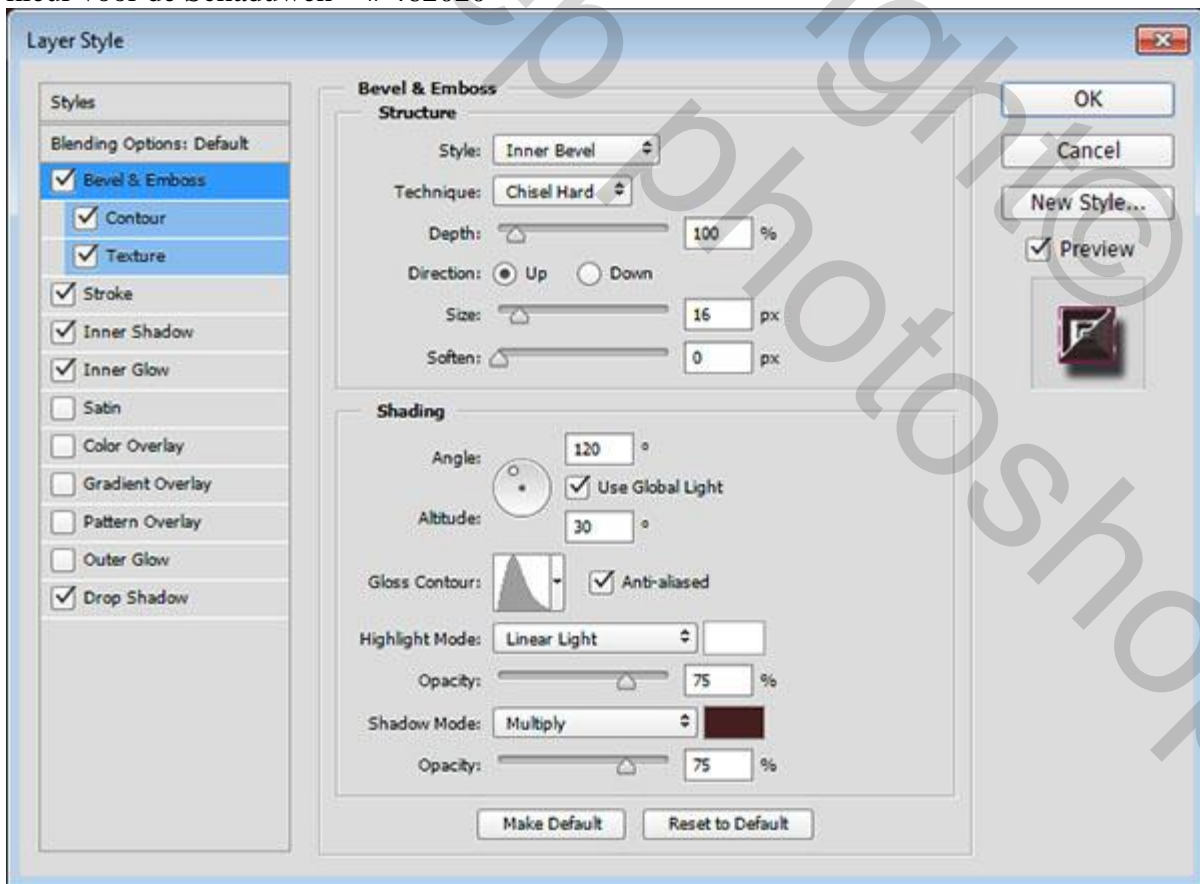 Layer Style
Styles
Blending Options: Default
Bevel & Emboss
Contour
Texture
Stroke
Inner Shadow
Inner Glow
Satin
Color Overlay
Gradient Overlay
Pattern Overlay
Outer Glow
Drop Shadow
Bevel & Emboss
Structure
Style: Inner Bevel
Technique: Chisel Hard
Depth: 100 %
Direction: Up Down
Size: 16 px
Soften: 0 px
Shading
Angle: 120 °
Use Global Light
Altitude: 30 °
Gloss Contour: Anti-aliased
Highlight Mode: Linear Light
Opacity: 75 %
Shadow Mode: Multiply
Opacity: 75 %
Make Default Reset to Default
OK
Cancel
New Style...
Preview
photoshop